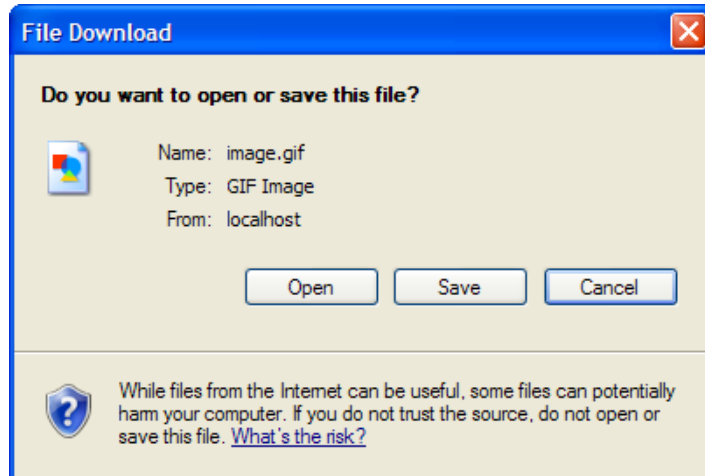 File Download
Do you want to open or save this file?
Name: image.gif
Type: GIF Image
From: localhost
Open Save Cancel
While files from the Internet can be useful, some files can potentially
harm your computer. If you do not trust the source, do not open or
save this file. What's the risk?